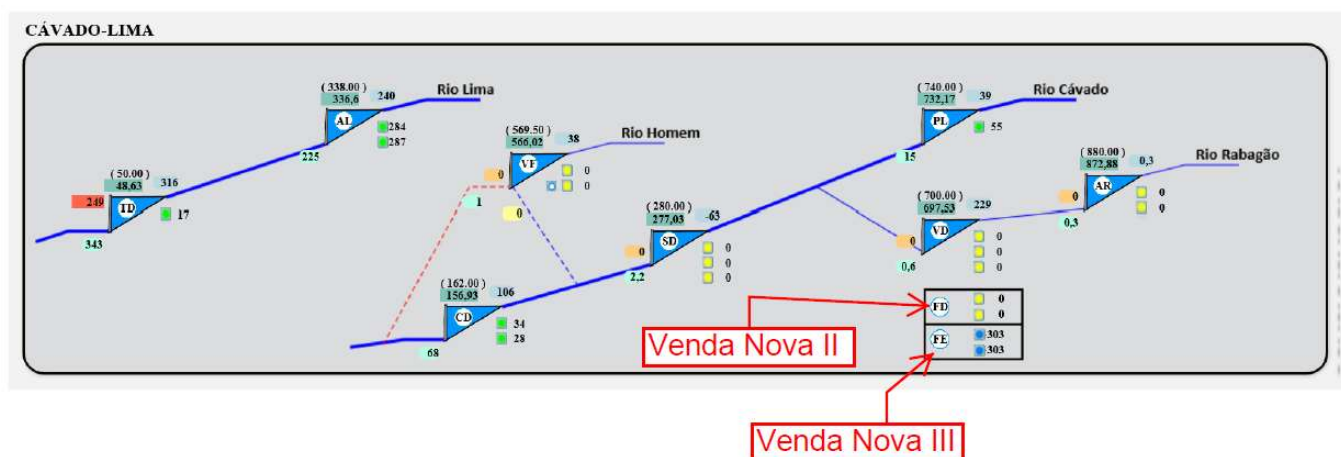 CÁVADO-LIMA
(338.00)
336,6 240
Rio Lima
AL
284
287
225
(50.00)
48,63 316
249
TD
17
343
(569.50)
566,02 38
Rio Homem
VF
0
0
0
1
0
(280.00)
277,03 -63
SD
0
0
0
0
2,2
(162.00)
156,93 106
CD
34
28
68
(740.00)
732,17 39
Rio Cávado
PL
55
15
(880.00)
872,88 0,3
Rio Rabagão
AR
0
0
0
0,3
(700.00)
697,53 229
VD
0
0
0
0
0,6
FD
0
0
FE
303
303
Venda Nova II
Venda Nova III